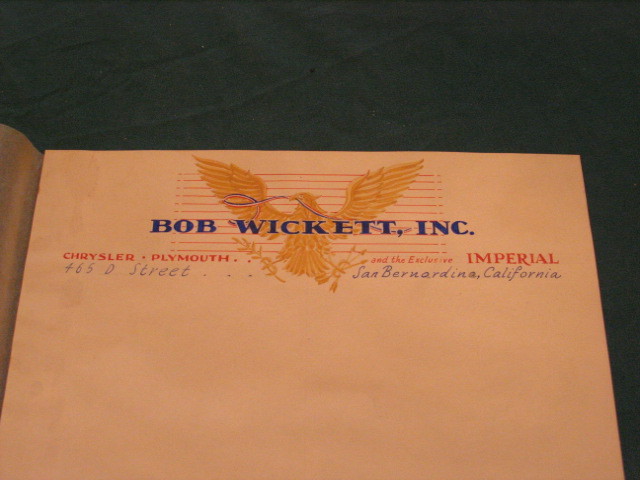 BOB WICKETT, INC.
CHRYSLER · PLYMOUTH . . and the Exclusive IMPERIAL
465 D Street . . . San Bernardino, California